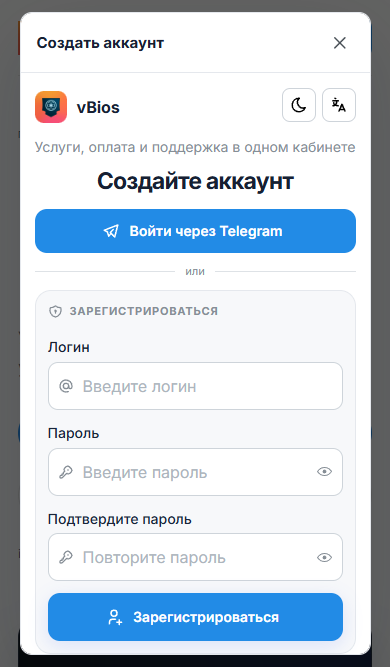 Создать аккаунт
vBios
Услуги, оплата и поддержка в одном кабинете
Создайте аккаунт
Войти через Telegram
или
ЗАРЕГИСТРИРОВАТЬСЯ
Логин
Введите логин
Пароль
Введите пароль
Подтвердите пароль
Повторите пароль
Зарегистрироваться